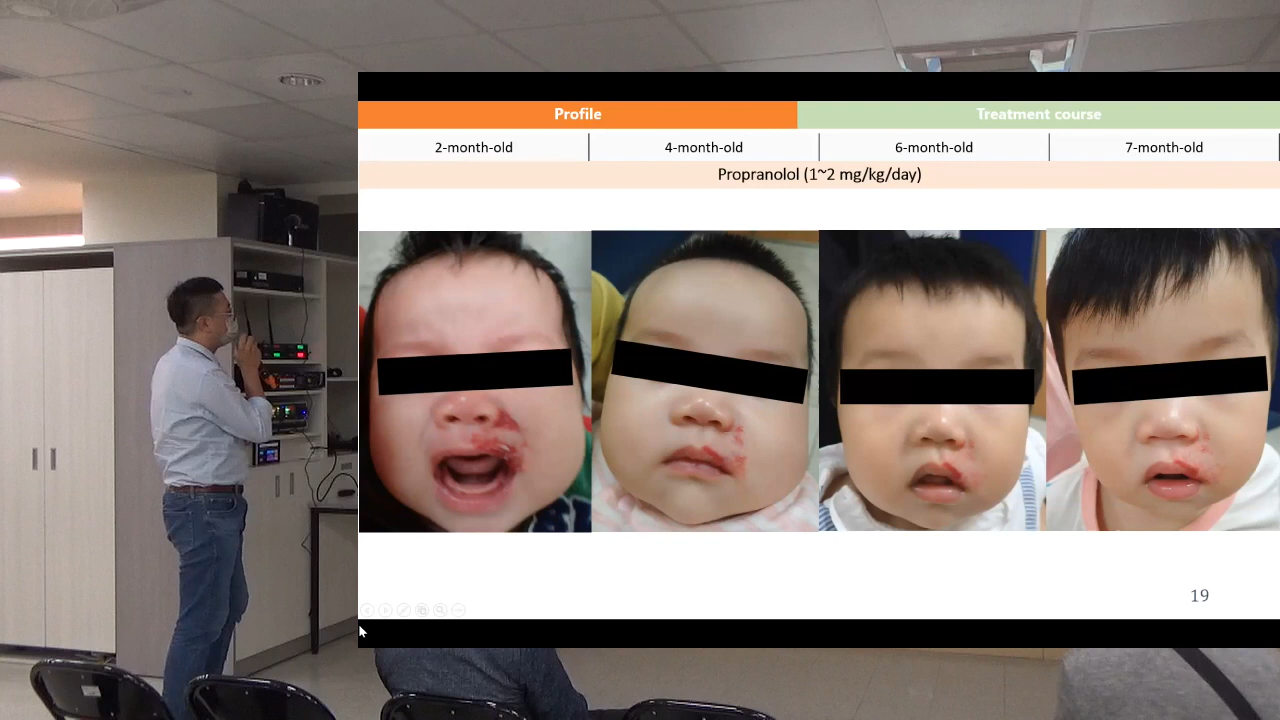 Profile
Treatment course
2-month-old
4-month-old
6-month-old
7-month-old
Propranolol (1~2 mg/kg/day)
19